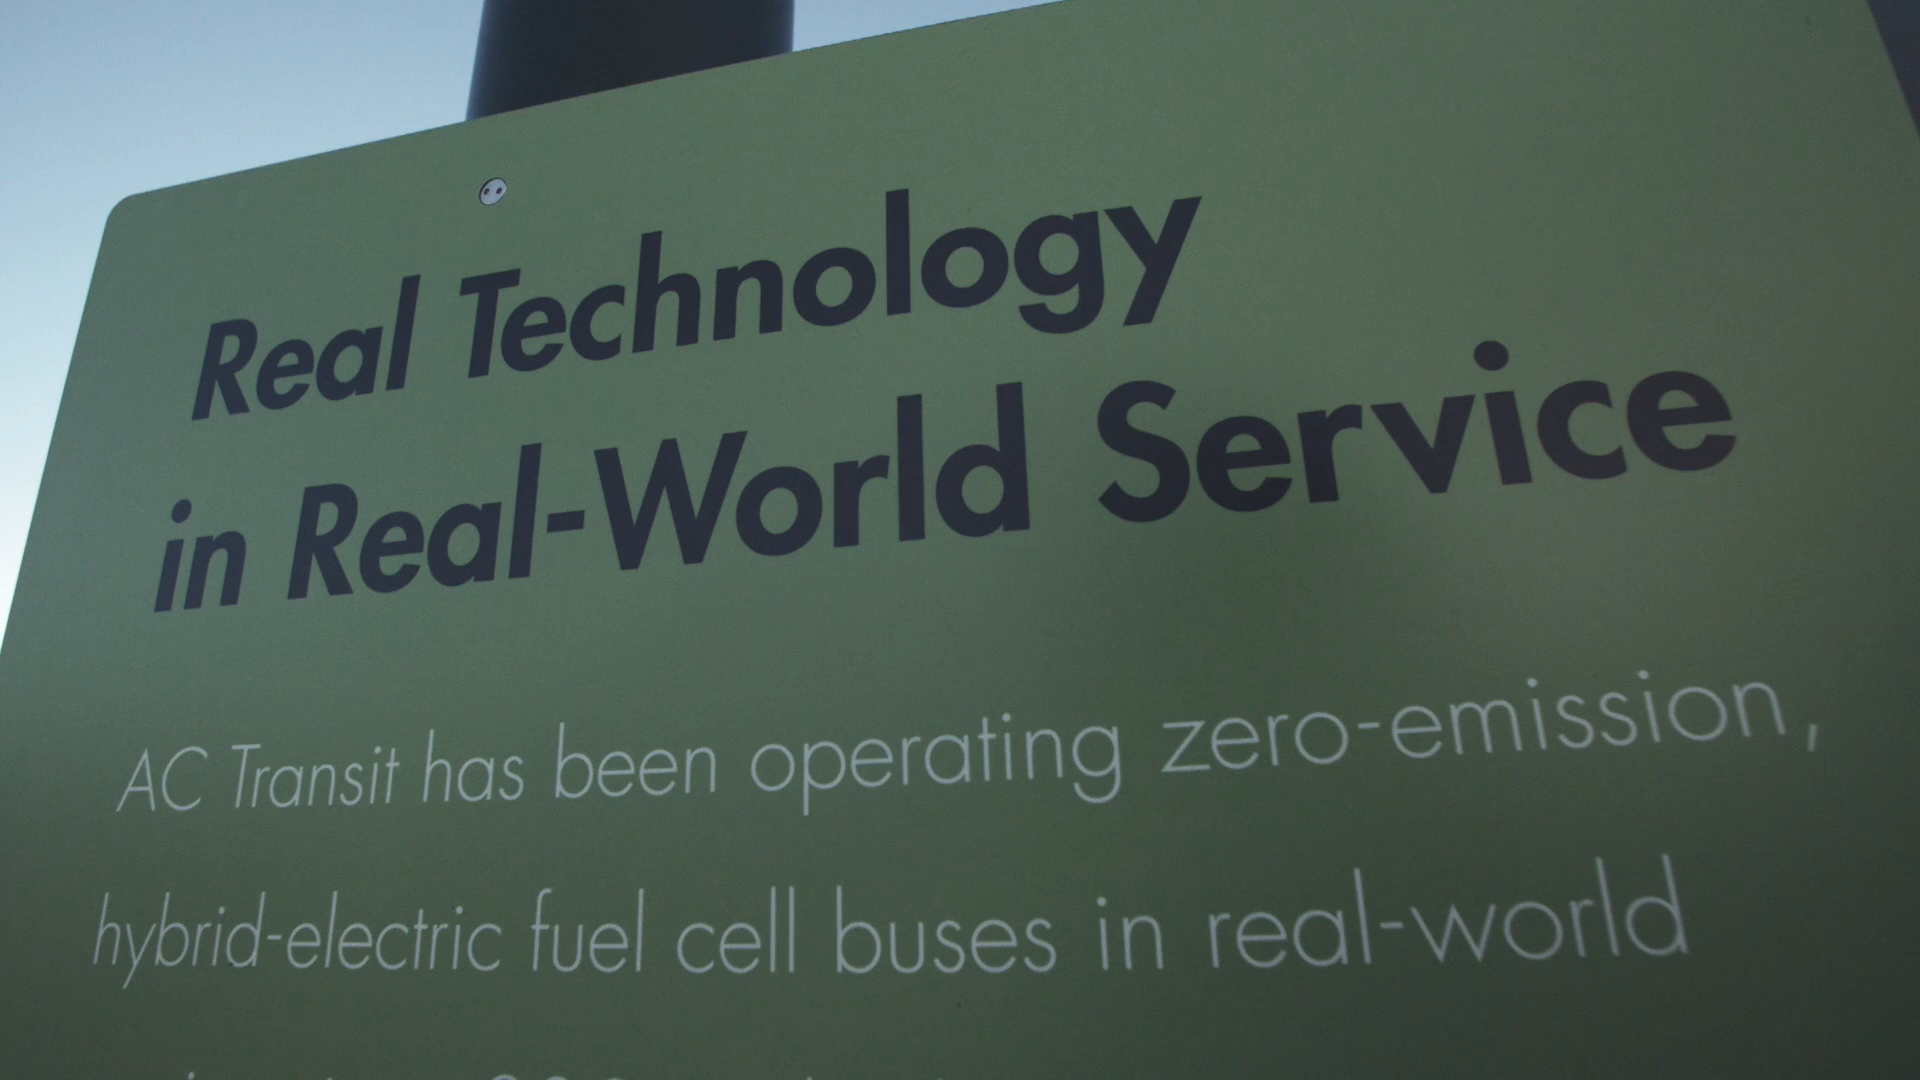 Real Technology
in Real-World Service
AC Transit has been operating zero-emission,
hybrid-electric fuel cell buses in real-world